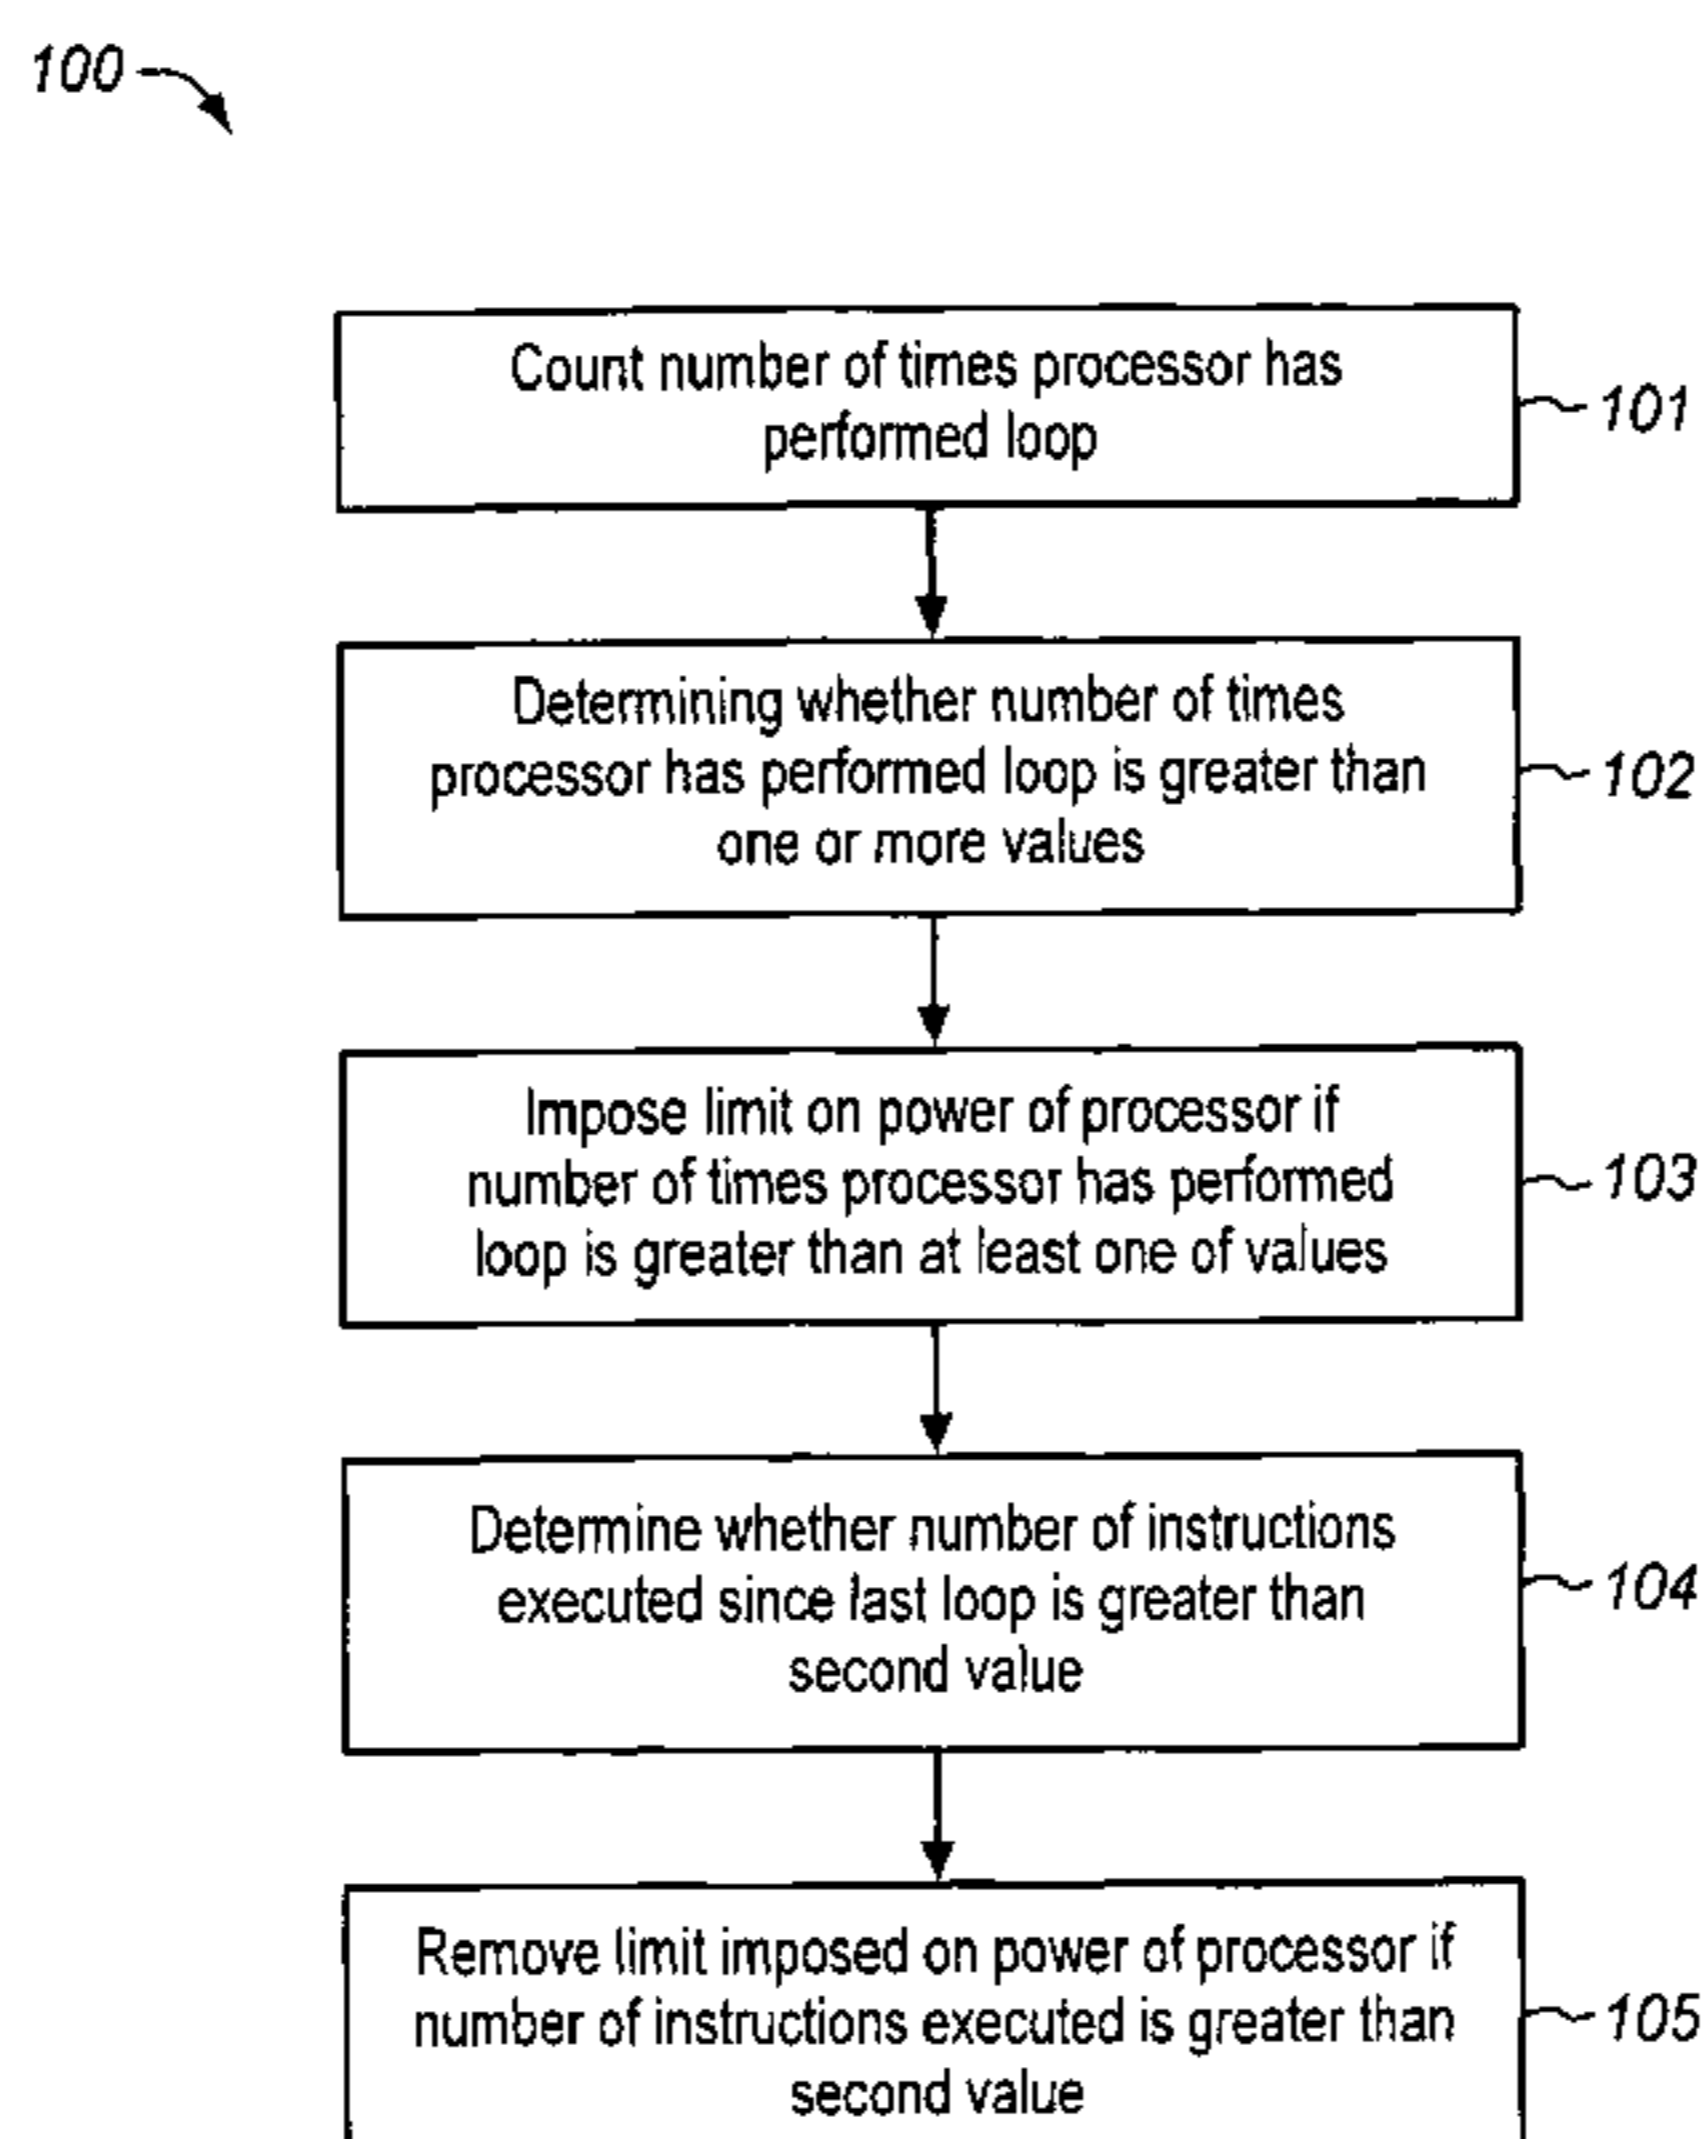 100
Count number of times processor has
performed loop
101
Determining whether number of times
processor has performed loop is greater than
one or more values
102
Impose limit on power of processor if
number of times processor has performed
loop is greater than at least one of values
103
Determine whether number of instructions
executed since last loop is greater than
second value
104
Remove limit imposed on power of processor if
number of instructions executed is greater than
second value
105